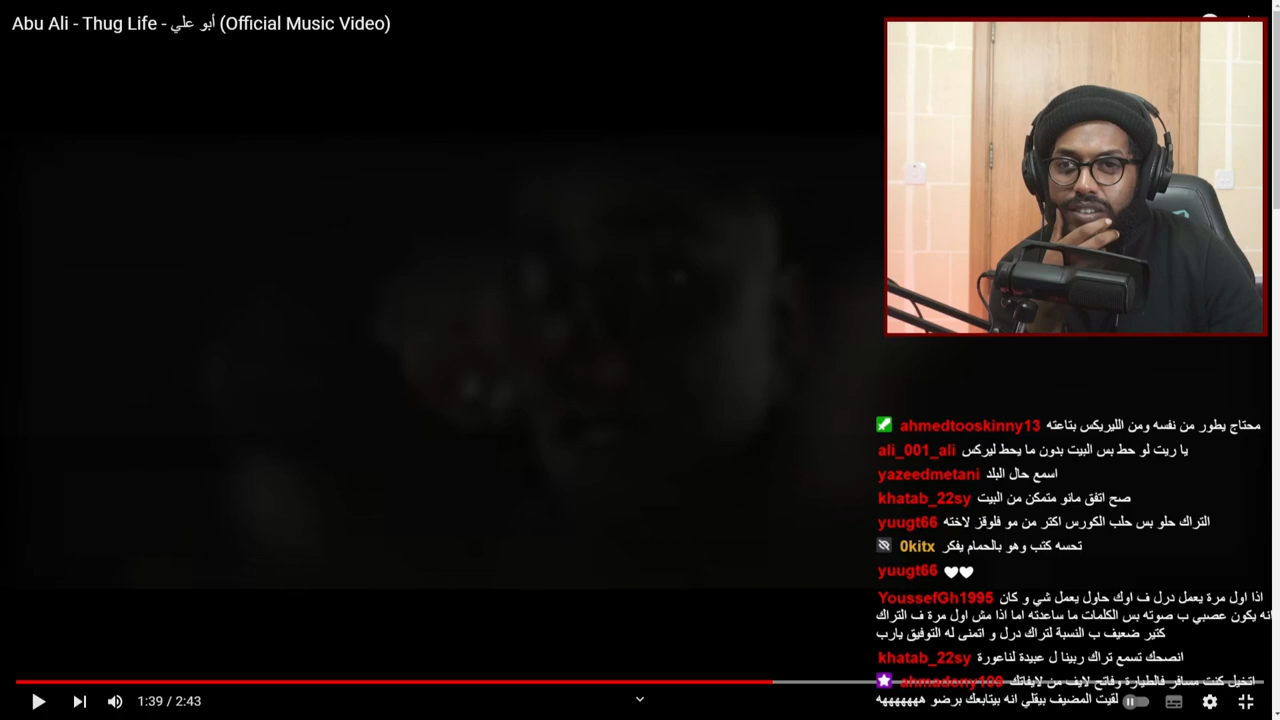 Abu Ali - Thug Life - أبو علي (Official Music Video)
ahmedtooskinny13 محتاج يطور من نفسه ومن الليريكس بتاعته
ali_001_ali يا ريت لو حط بس البيت بدون ما يحط ليركس
yazeedmetani اسمع حال البلد
khatab_22sy صح اتفق مانو متمكن من البيت
yuugt66 التراك حلو بس حلب الكورس اكتر من مو فلوقز لاخته
0kitx تحسه كتب وهو بالحمام يفكر
yuugt66
YoussefGh1995 اذا اول مرة يعمل درل ف اوك حاول يعمل شي و كان
انه يكون عصبي ب صوته بس الكلمات ما ساعدته اما اذا مش اول مرة ف التراك
كتير ضعيف ب النسبة لتراك درل و اتمنى له التوفيق يارب
khatab_22sy انصحك تسمع تراك ربينا ل عبيدة لناعورة
ahmadony109 اتخيل كنت مسافر فالطيارة وفاتح لايف من لايفاتك
لقيت المضيف بيقلي انه بيتابعك برضو ههههههه
1:39 / 2:43